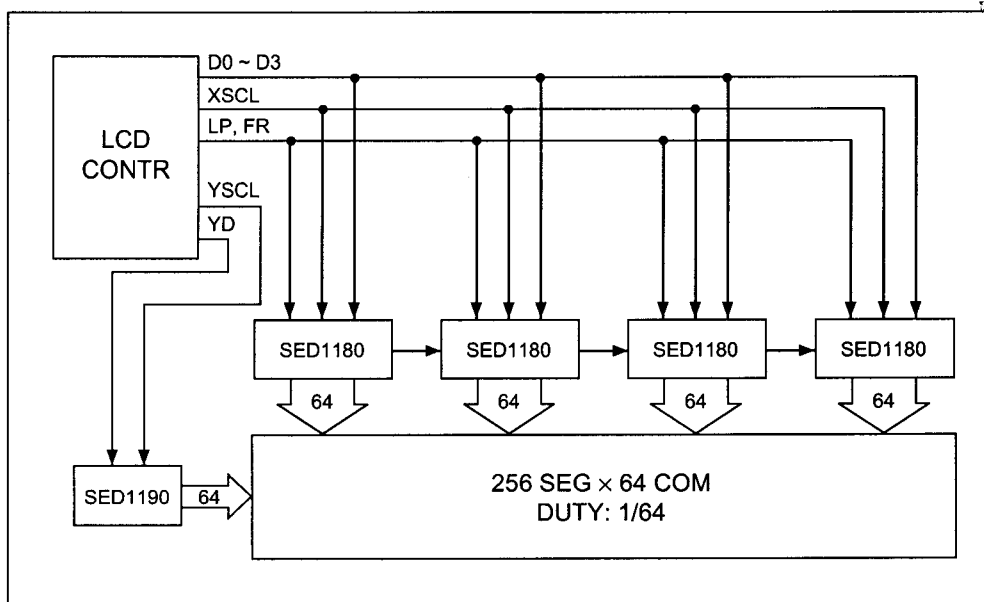 D0 ~ D3
XSCL
LP, FR
LCD
CONTR
YSCL
YD
SED1180
SED1180
SED1180
SED1180
64
64
64
64
SED1190
64
256 SEG × 64 COM
DUTY: 1/64